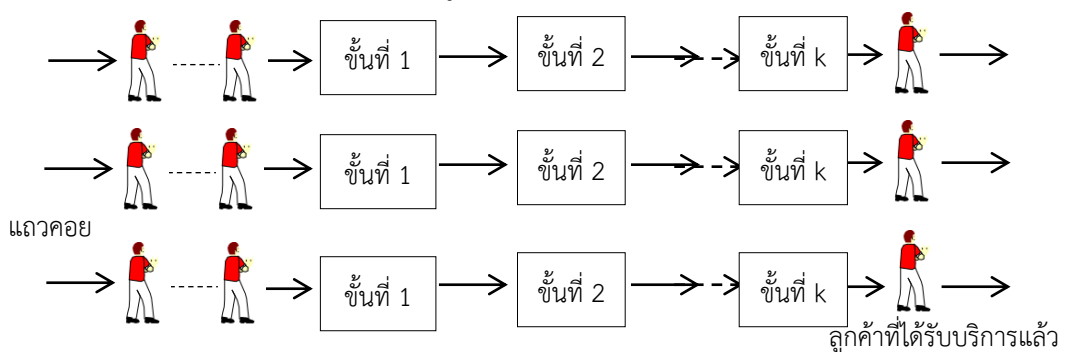 ขั้นที่ 1 ขั้นที่ 2 ขั้นที่ k
ขั้นที่ 1 ขั้นที่ 2 ขั้นที่ k
แถวคอย
ขั้นที่ 1 ขั้นที่ 2 ขั้นที่ k
ลูกค้าที่ได้รับบริการแล้ว